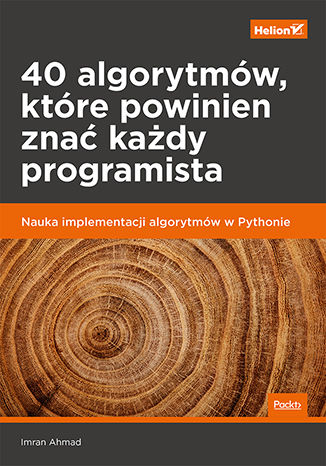 Helion
40 algorytmów,
które powinien
znać każdy
programista
Nauka implementacji algorytmów w Pythonie
Packt>
Imran Ahmad